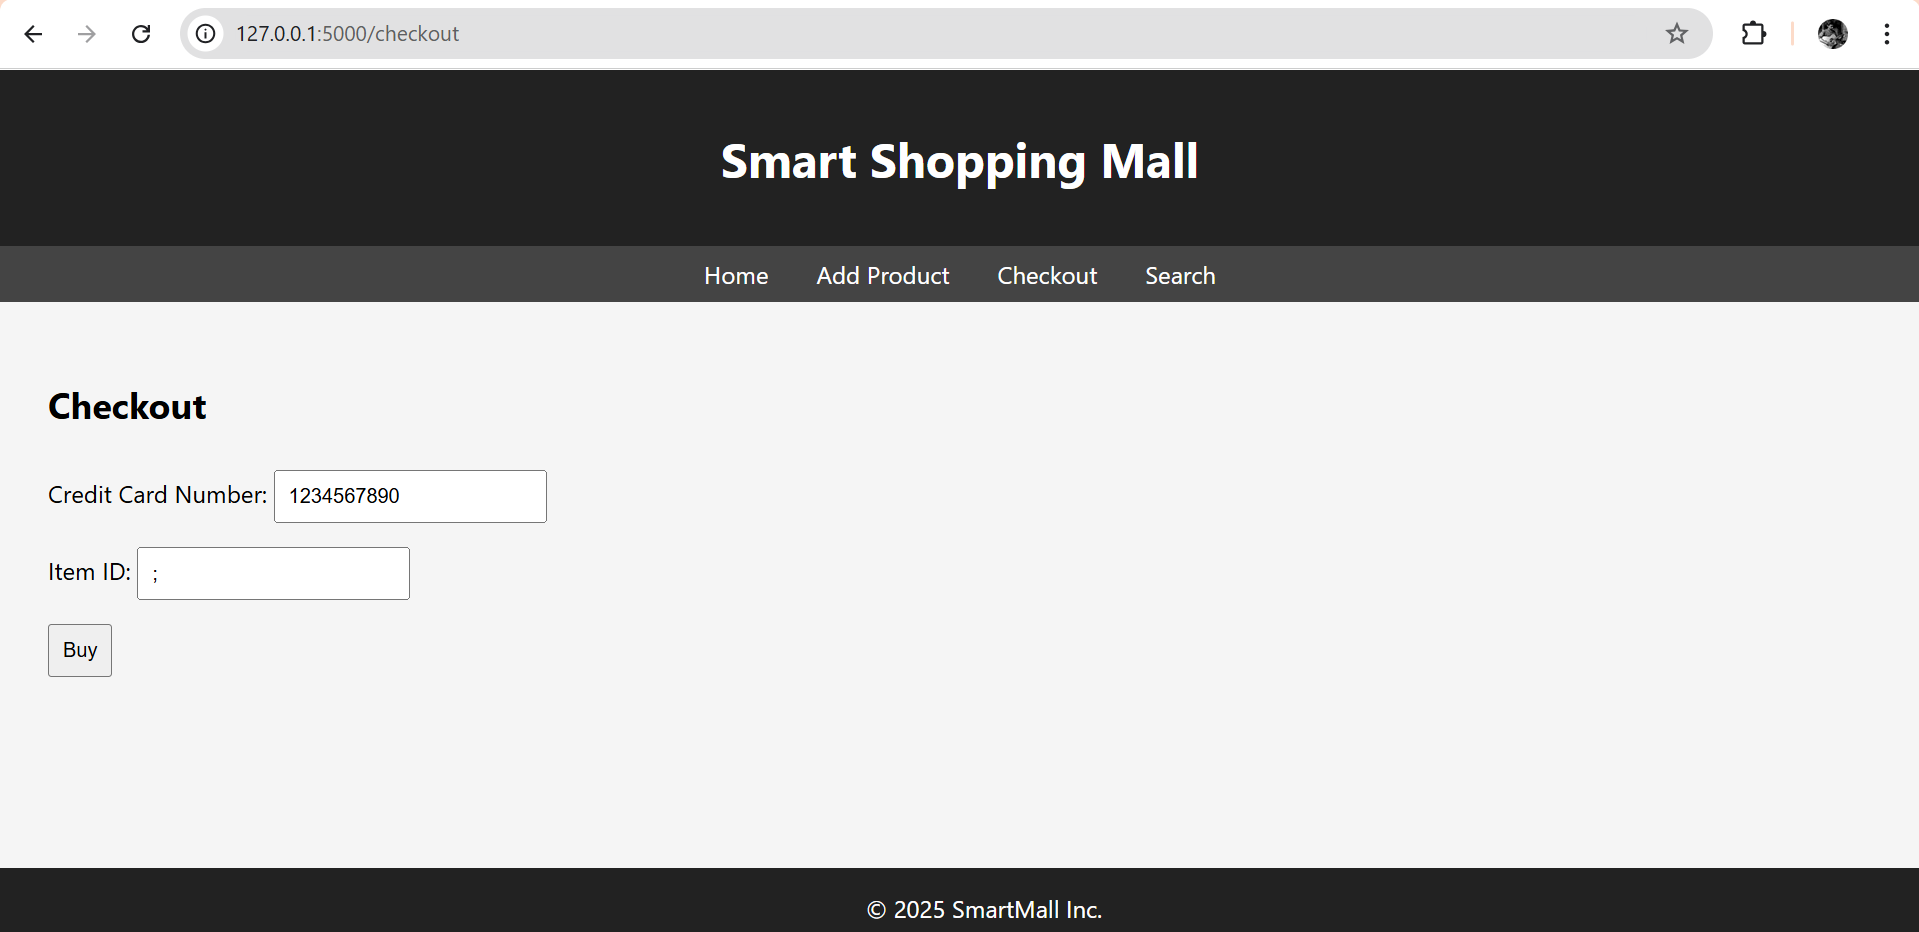 127.0.0.1:5000/checkout
Smart Shopping Mall
Home Add Product Checkout Search
Checkout
Credit Card Number: 1234567890
Item ID: ;
Buy
© 2025 SmartMall Inc.